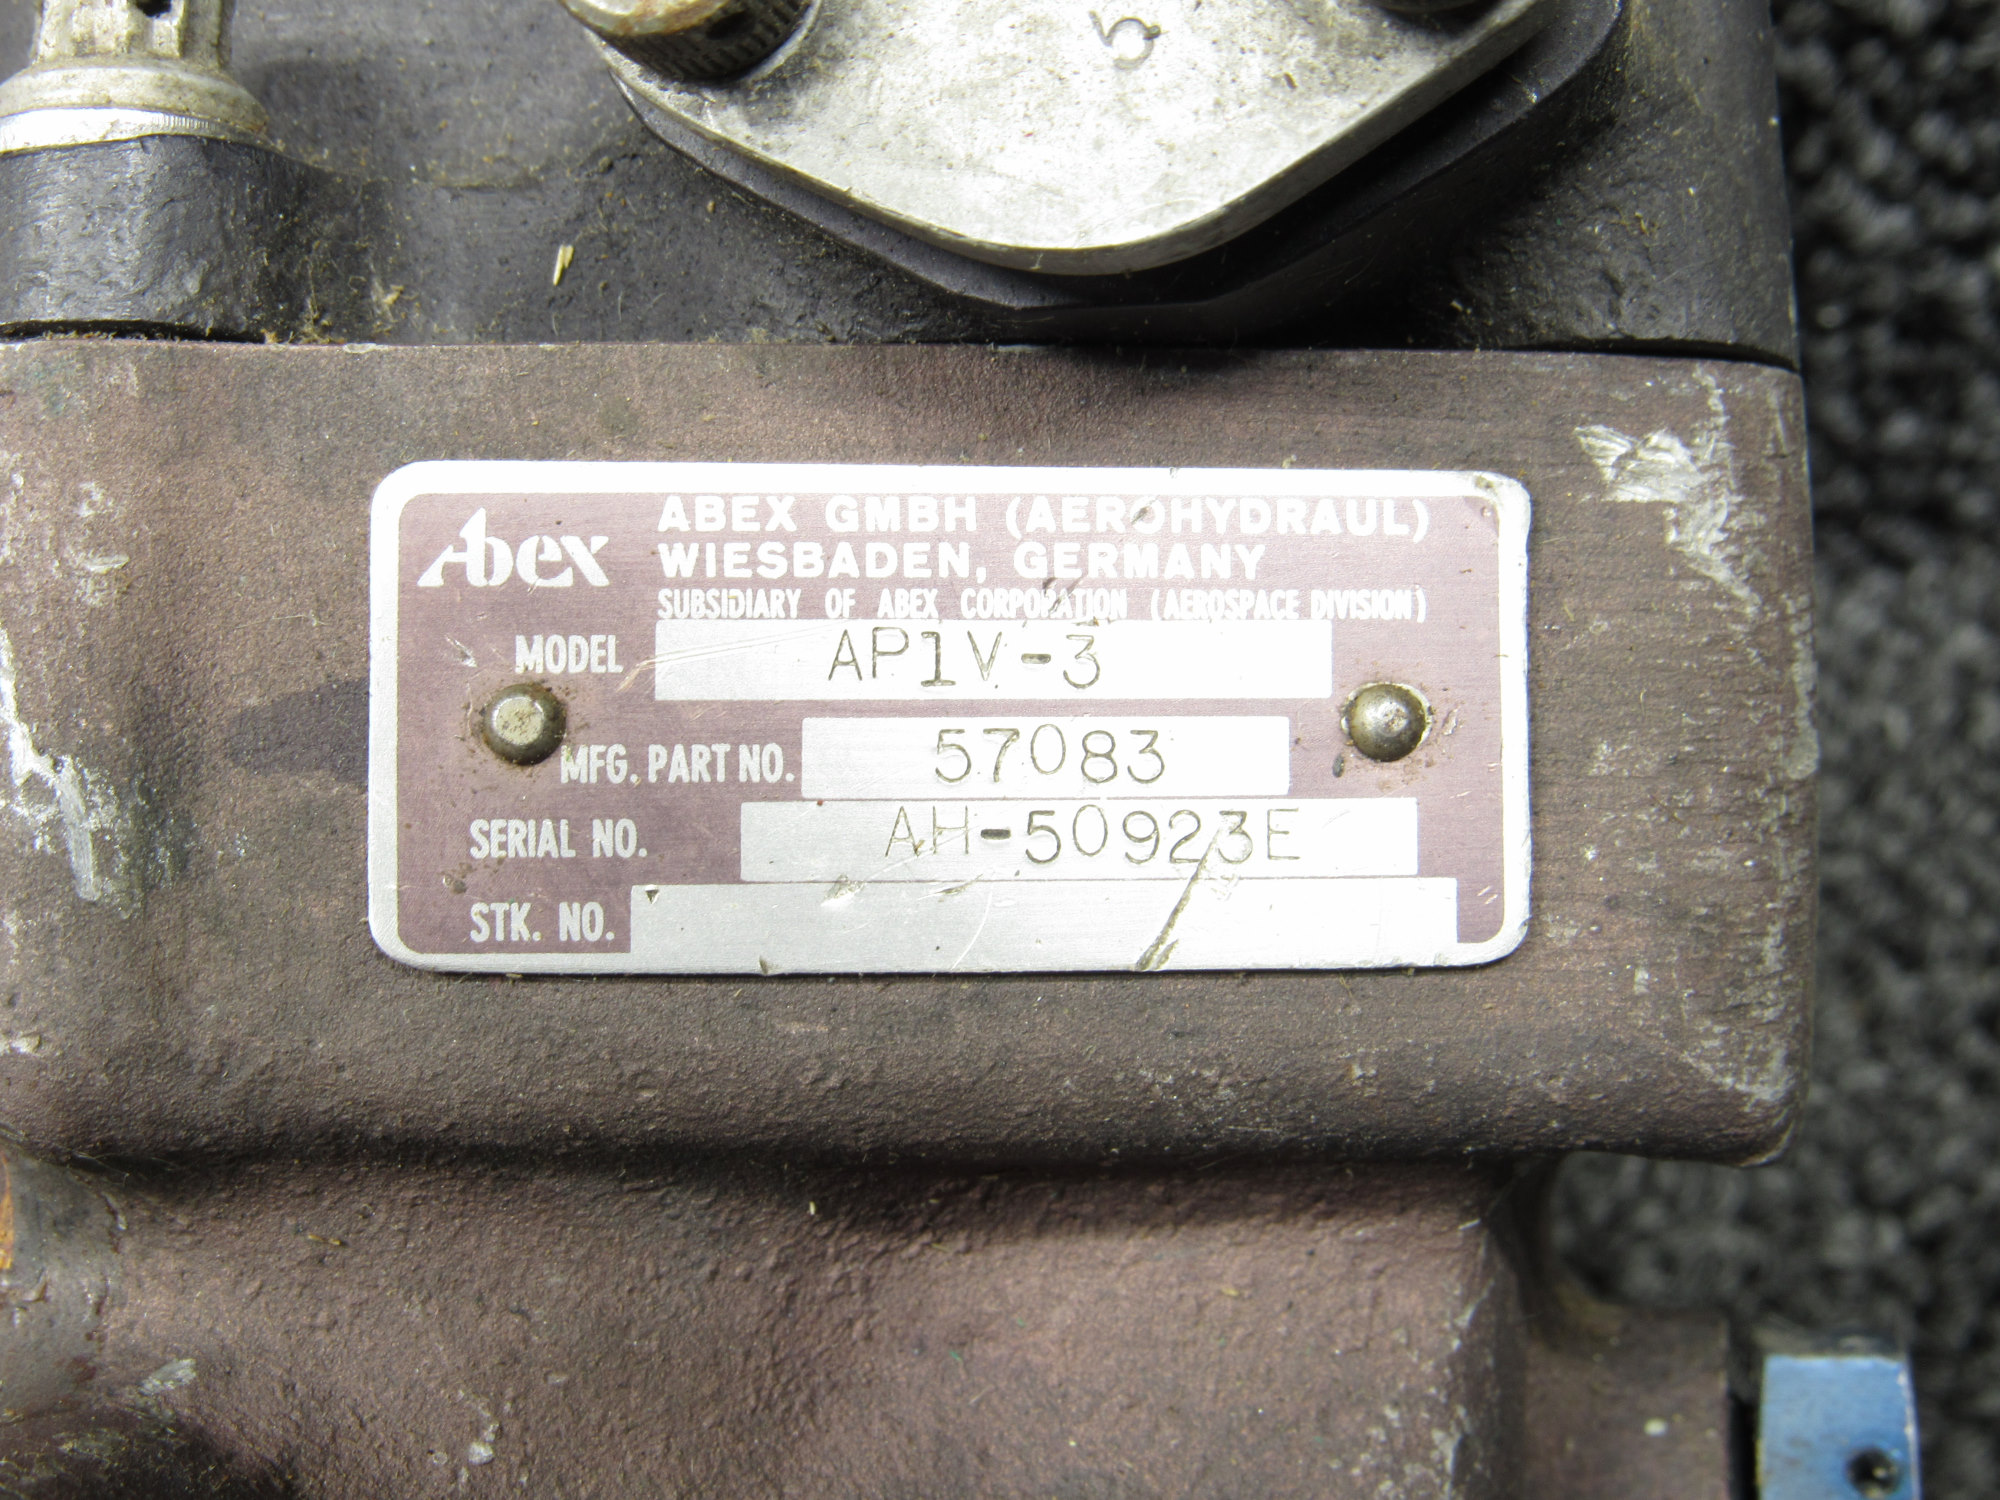 Abex
ABEX GMBH (AEROHYDRAUL)
WIESBADEN, GERMANY
SUBSIDIARY OF ABEX CORPORATION (AEROSPACE DIVISION)
MODEL AP1V-3
MFG. PART NO. 57083
SERIAL NO. AH-50923E
STK. NO.